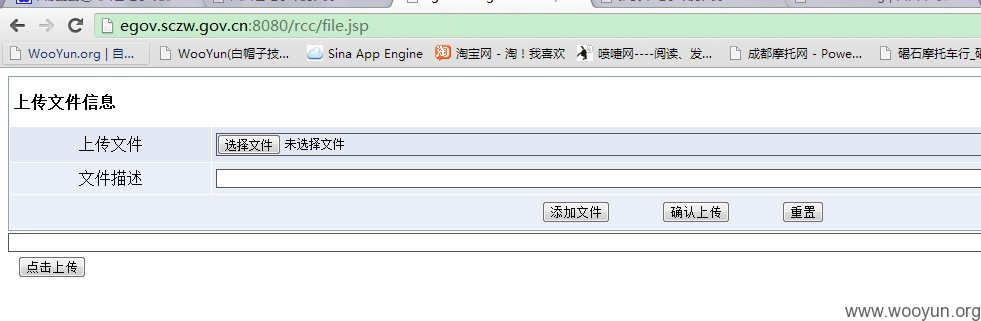 egov.sczw.gov.cn:8080/rcc/file.jsp
WooYun.org | 自... WooYun(白帽子技... Sina App Engine 淘宝网 - 淘！我喜欢 喷嚏网----阅读、发... 成都摩托网 - Powe... 碣石摩托车行_碣
上传文件信息
上传文件 选择文件 未选择文件
文件描述
添加文件 确认上传 重置
点击上传
www.wooyun.org